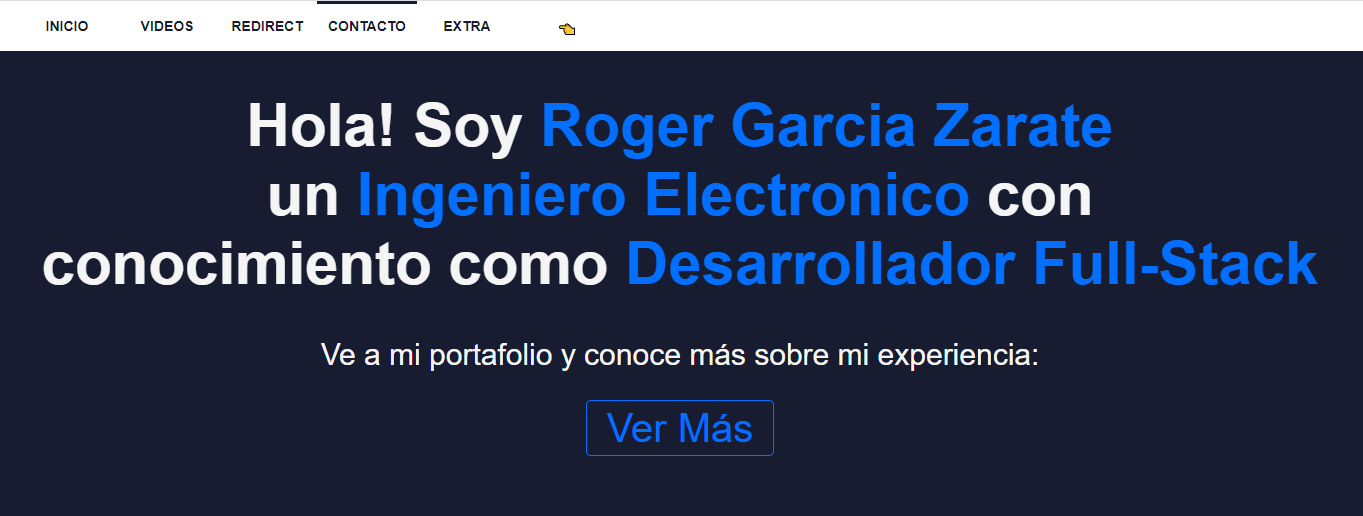 INICIO VIDEOS REDIRECT CONTACTO EXTRA 👈
Hola! Soy Roger Garcia Zarate
un Ingeniero Electronico con
conocimiento como Desarrollador Full-Stack
Ve a mi portafolio y conoce más sobre mi experiencia:
Ver Más